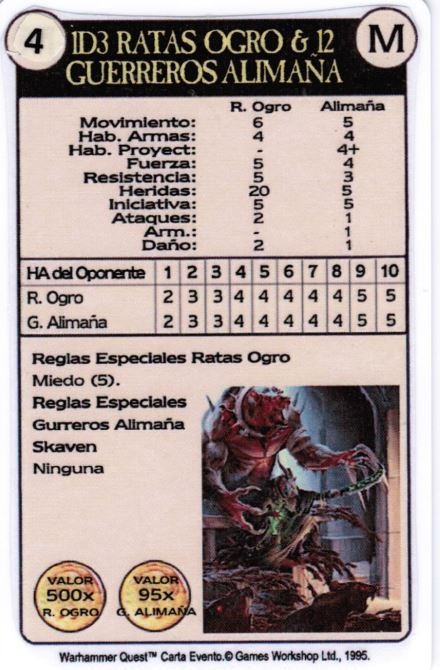 4
1D3 RATAS OGRO & 12
GUERREROS ALIMAÑA
M
R. Ogro Alimaña
Movimiento: 6 5
Hab. Armas: 4 4
Hab. Proyect: - 4+
Fuerza: 5 4
Resistencia: 5 3
Heridas: 20 5
Iniciativa: 5 5
Ataques: 2 1
Arm.: - 1
Daño: 2 1
HA del Oponente 1 2 3 4 5 6 7 8 9 10
R. Ogro 2 3 3 4 4 4 4 4 5 5
G. Alimaña 2 3 3 4 4 4 4 4 5 5
Reglas Especiales Ratas Ogro
Miedo (5).
Reglas Especiales
Gurreros Alimaña
Skaven
Ninguna
VALOR
500x
R. OGRO
VALOR
95x
G. ALIMAÑA
Warhammer Quest™ Carta Evento.© Games Workshop Ltd., 1995.